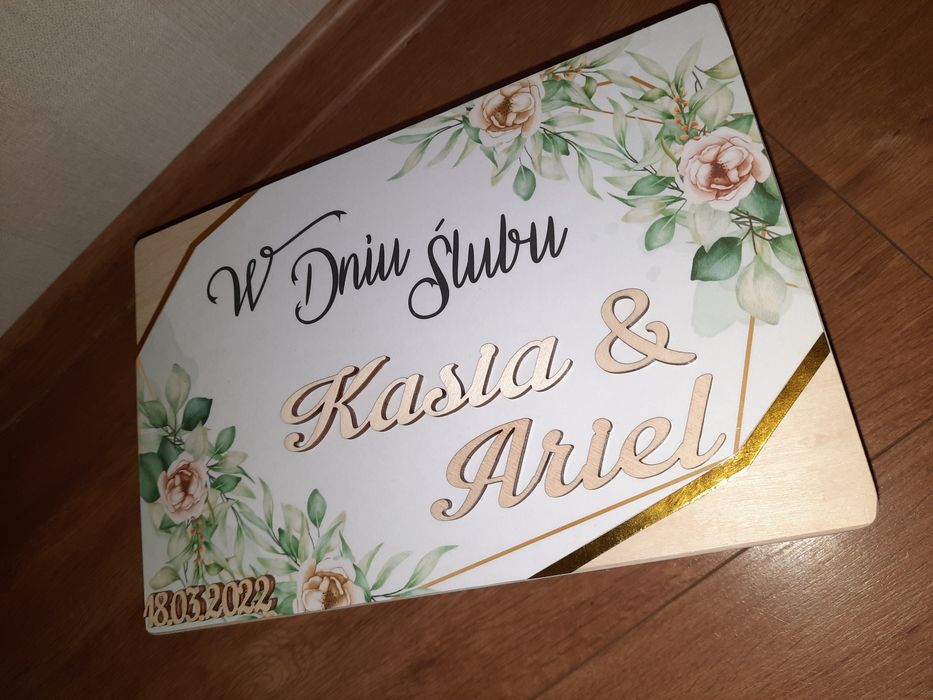 W Dniu Ślubu
Kasia &
Ariel
18.03.2022